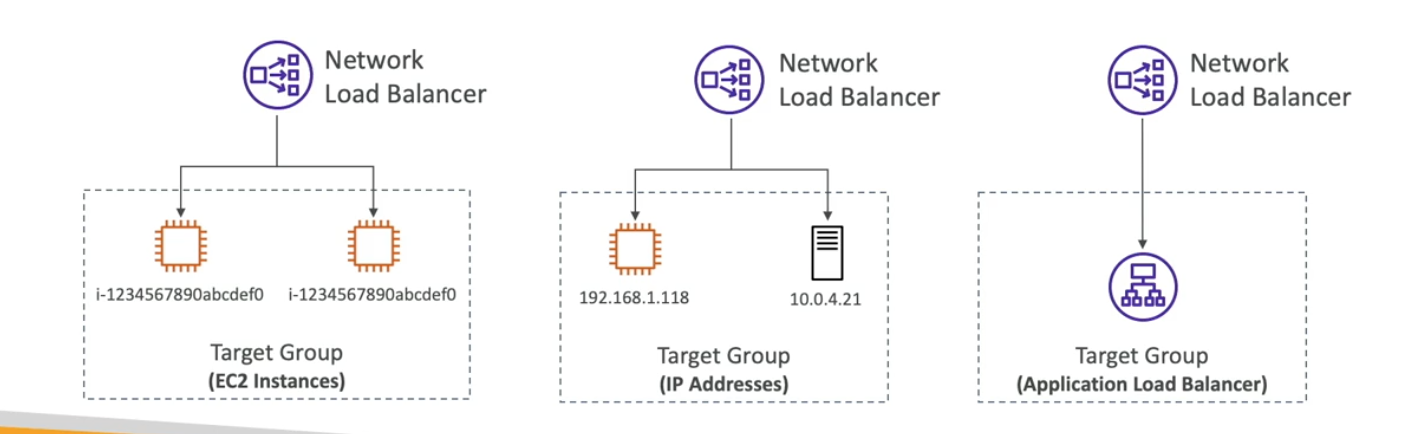 Network
Load Balancer
i-1234567890abcdef0
i-1234567890abcdef0
Target Group
(EC2 Instances)
Network
Load Balancer
192.168.1.118
10.0.4.21
Target Group
(IP Addresses)
Network
Load Balancer
Target Group
(Application Load Balancer)